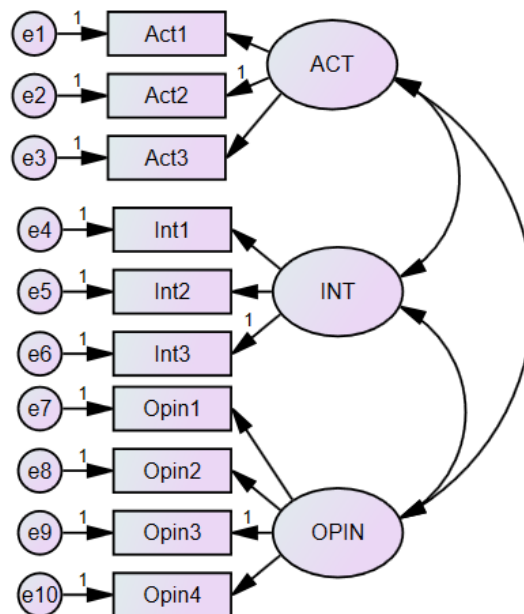 e1 1 Act1
ACT
e2 1 Act2 1
e3 1 Act3
e4 1 Int1
e5 1 Int2
INT
e6 1 Int3 1
e7 1 Opin1
e8 1 Opin2
e9 1 Opin3 1
OPIN
e10 1 Opin4